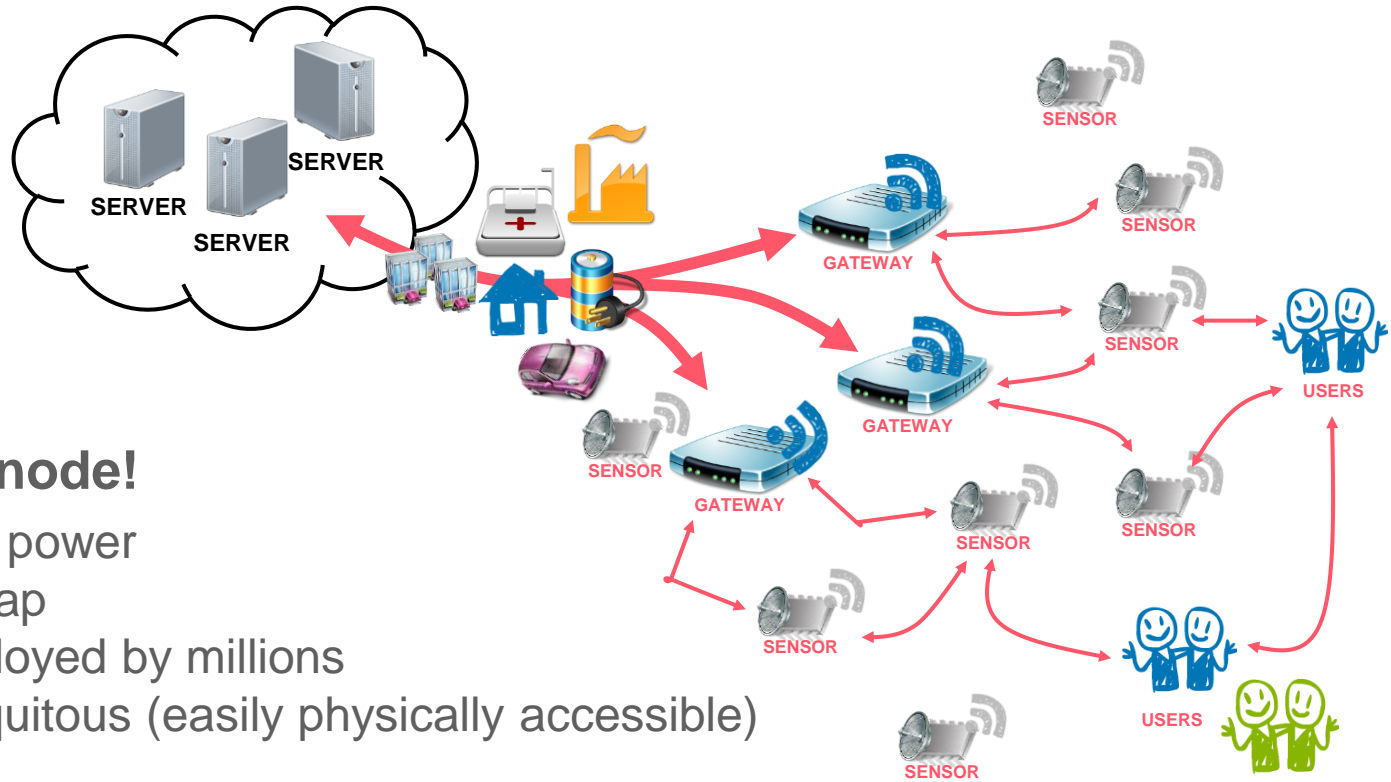 SERVER
SERVER
SERVER
SENSOR
SENSOR
GATEWAY
SENSOR
GATEWAY
USERS
SENSOR
GATEWAY
SENSOR
SENSOR
SENSOR
USERS
SENSOR
node!
power
ap
loyed by millions
quitous (easily physically accessible)